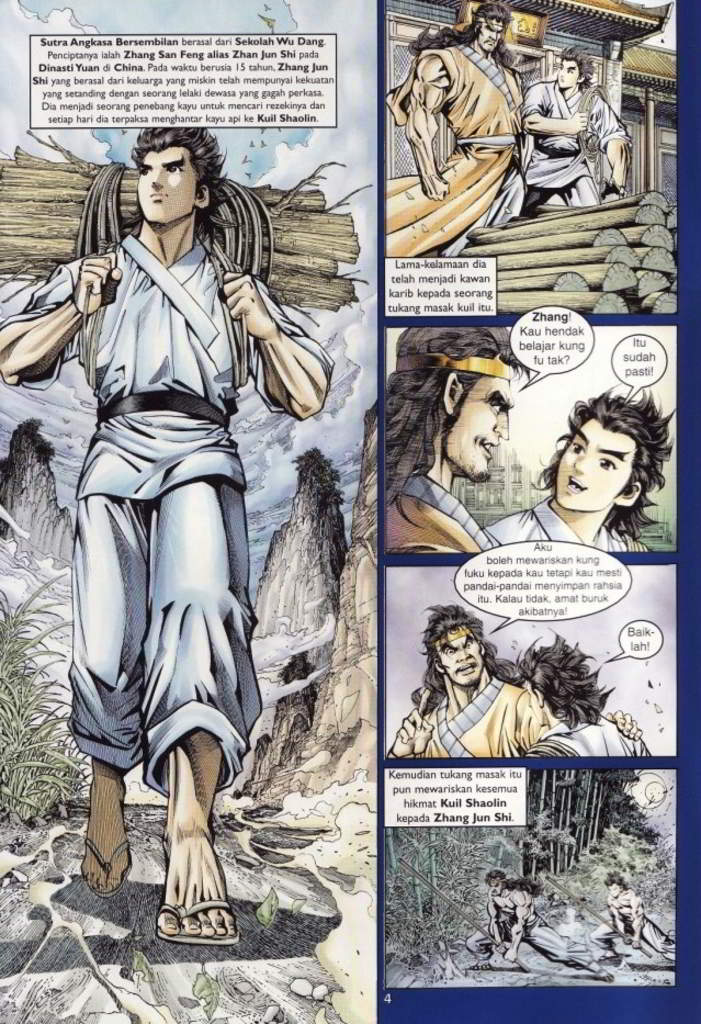 Sutra Angkasa Bersembilan berasal dari Sekolah Wu Dang.
Penciptanya ialah Zhang San Feng alias Zhan Jun Shi pada
Dinasti Yuan di China. Pada waktu berusia 15 tahun, Zhang Jun
Shi yang berasal dari keluarga yang miskin telah mempunyai kekuatan
yang setanding dengan seorang lelaki dewasa yang gagah perkasa.
Dia menjadi seorang penebang kayu untuk mencari rezekinya dan
setiap hari dia terpaksa menghantar kayu api ke Kuil Shaolin.
Lama-kelamaan dia
telah menjadi kawan
karib kepada seorang
tukang masak kuil itu.
Zhang!
Kau hendak
belajar kung
fu tak?
Itu
sudah
pasti!
Aku
boleh mewariskan kung
fuku kepada kau tetapi kau mesti
pandai-pandai menyimpan rahsia
itu. Kalau tidak, amat buruk
akibatnya!
Baik-
lah!
Kemudian tukang masak itu
pun mewariskan kesemua
hikmat Kuil Shaolin
kepada Zhang Jun Shi.
4